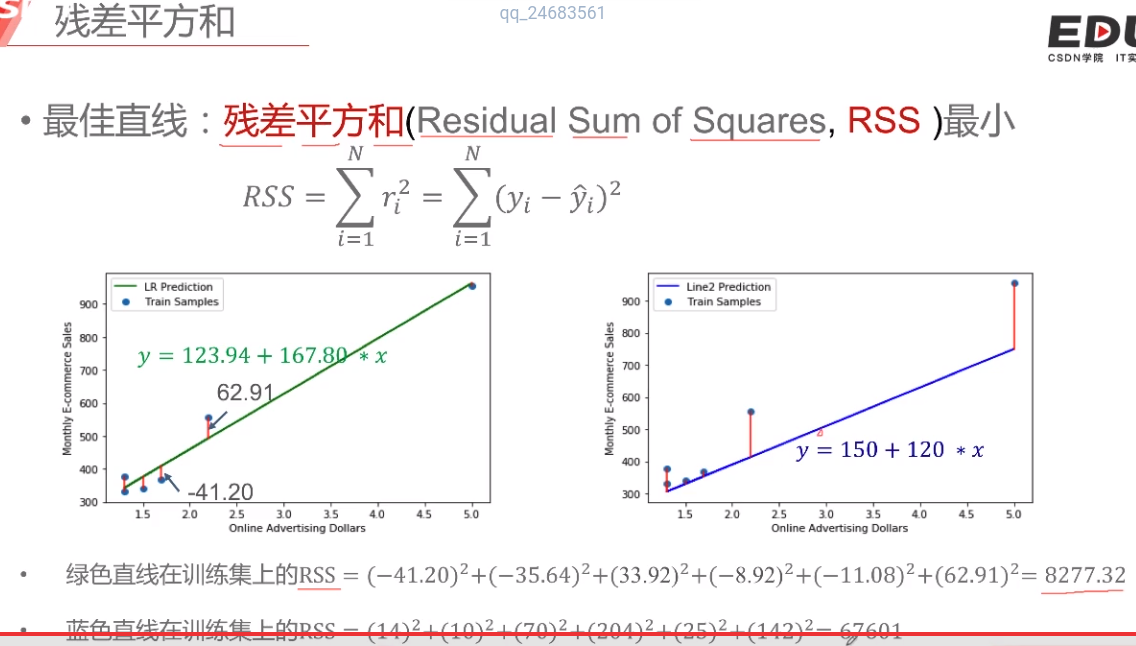 残差平方和
qq_24683561
EDU
CSDN学院 IT实
• 最佳直线：残差平方和(Residual Sum of Squares, RSS )最小
RSS = ∑_{i=1}^{N} r_i^2 = ∑_{i=1}^{N} (y_i − ŷ_i)^2
LR Prediction
Train Samples
y = 123.94 + 167.80 * x
62.91
-41.20
Monthly E-commerce Sales
900
800
700
600
500
400
300
1.5 2.0 2.5 3.0 3.5 4.0 4.5 5.0
Online Advertising Dollars
Line2 Prediction
Train Samples
y = 150 + 120 * x
Monthly E-commerce Sales
900
800
700
600
500
400
300
1.5 2.0 2.5 3.0 3.5 4.0 4.5 5.0
Online Advertising Dollars
• 绿色直线在训练集上的RSS = (−41.20)²+(−35.64)²+(33.92)²+(−8.92)²+(−11.08)²+(62.91)²= 8277.32
• 蓝色直线在训练集上的RSS = (14)²+(10)²+(70)²+(204)²+(25)²+(142)²= 67601